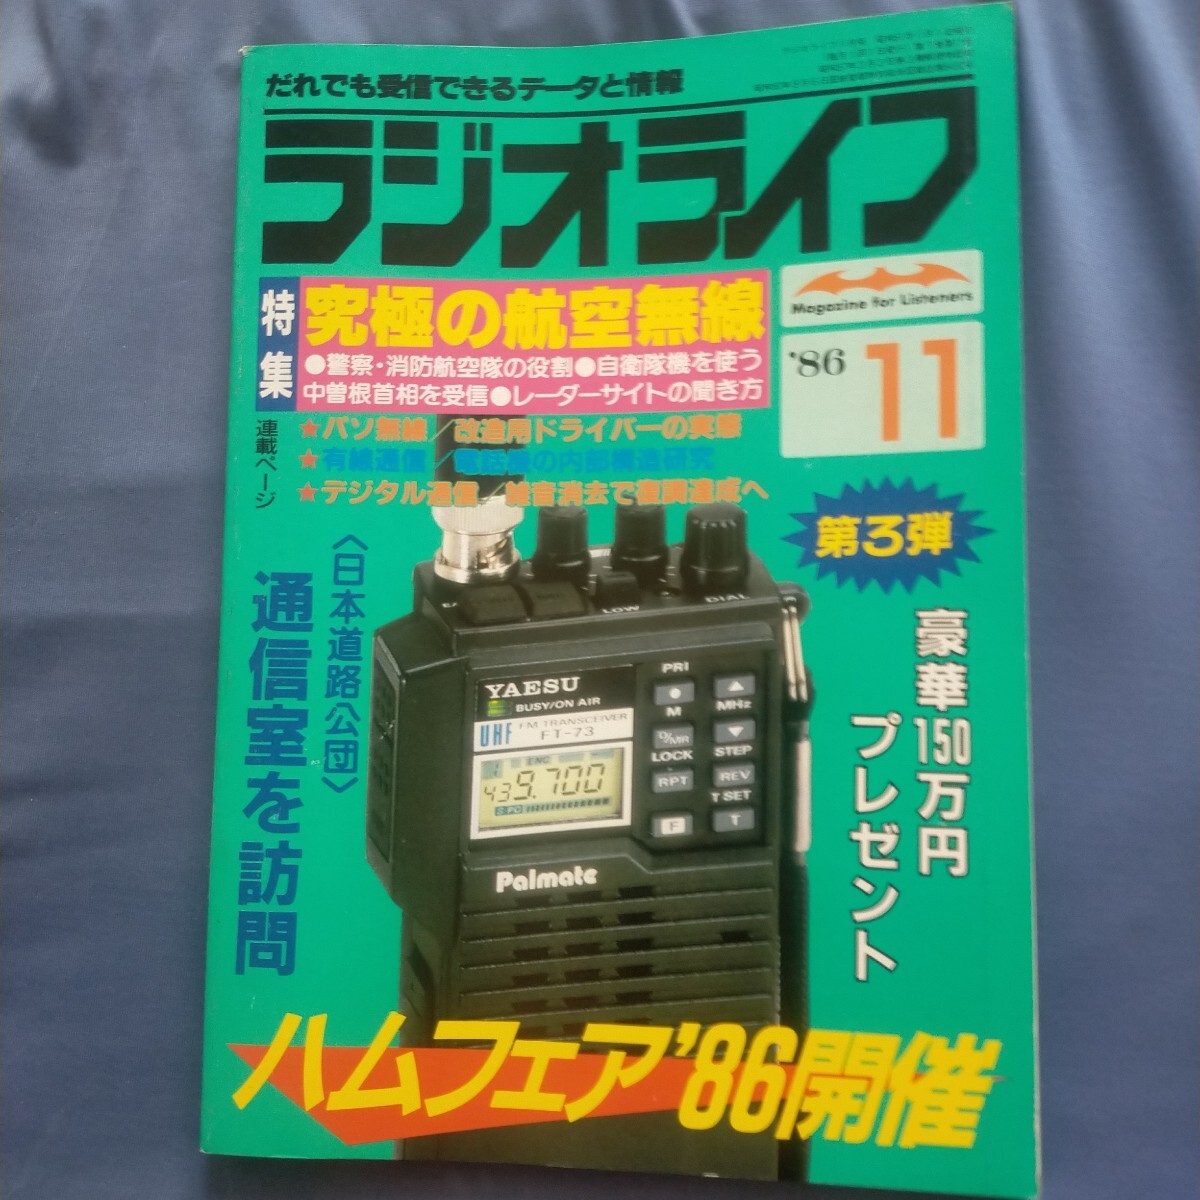 だれでも受信できるデータと情報
ラジオライフ
Magazine for Listeners
'86 11
特集
究極の航空無線
●警察・消防航空隊の役割●自衛隊機を使う
中曽根首相を受信●レーダーサイトの聞き方
連載ページ
★パソ無線/改造用ドライバーの実態
★有線通信/電話機の内部構造研究
★デジタル通信/雑音消去で復調達成へ
第3弾
豪華150万円
プレゼント
〈日本道路公団〉
通信室を訪問
LOW
DIAL
YAESU
BUSY/ON AIR
UHF FM TRANSCEIVER
FT-73
ENC
439.700
S PO
PRI
M
MHz
D/MR
LOCK
STEP
RPT
REV
T SET
F
T
Palmate
ハムフェア'86開催